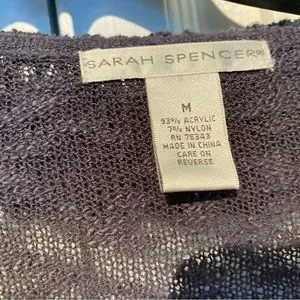 SARAH SPENCER®
M
93% ACRYLIC
7% NYLON
RN 75343
MADE IN CHINA
CARE ON
REVERSE